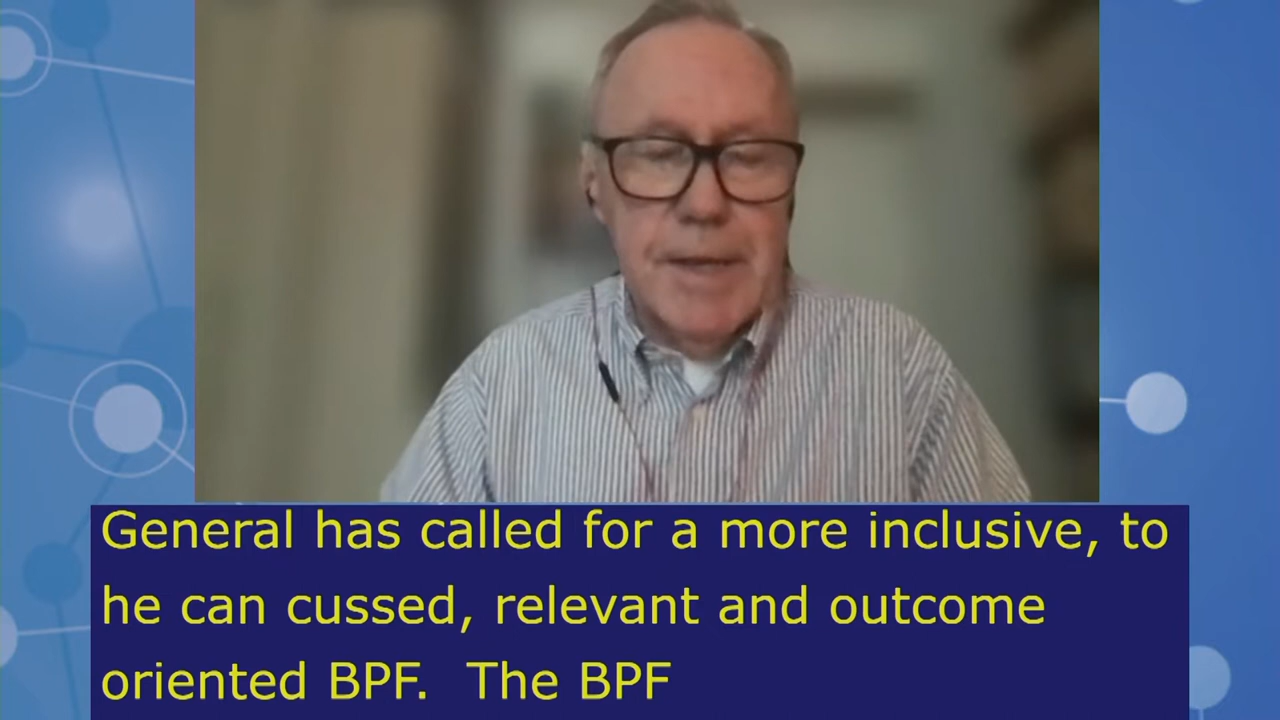 General has called for a more inclusive, to
he can cussed, relevant and outcome
oriented BPF.  The BPF